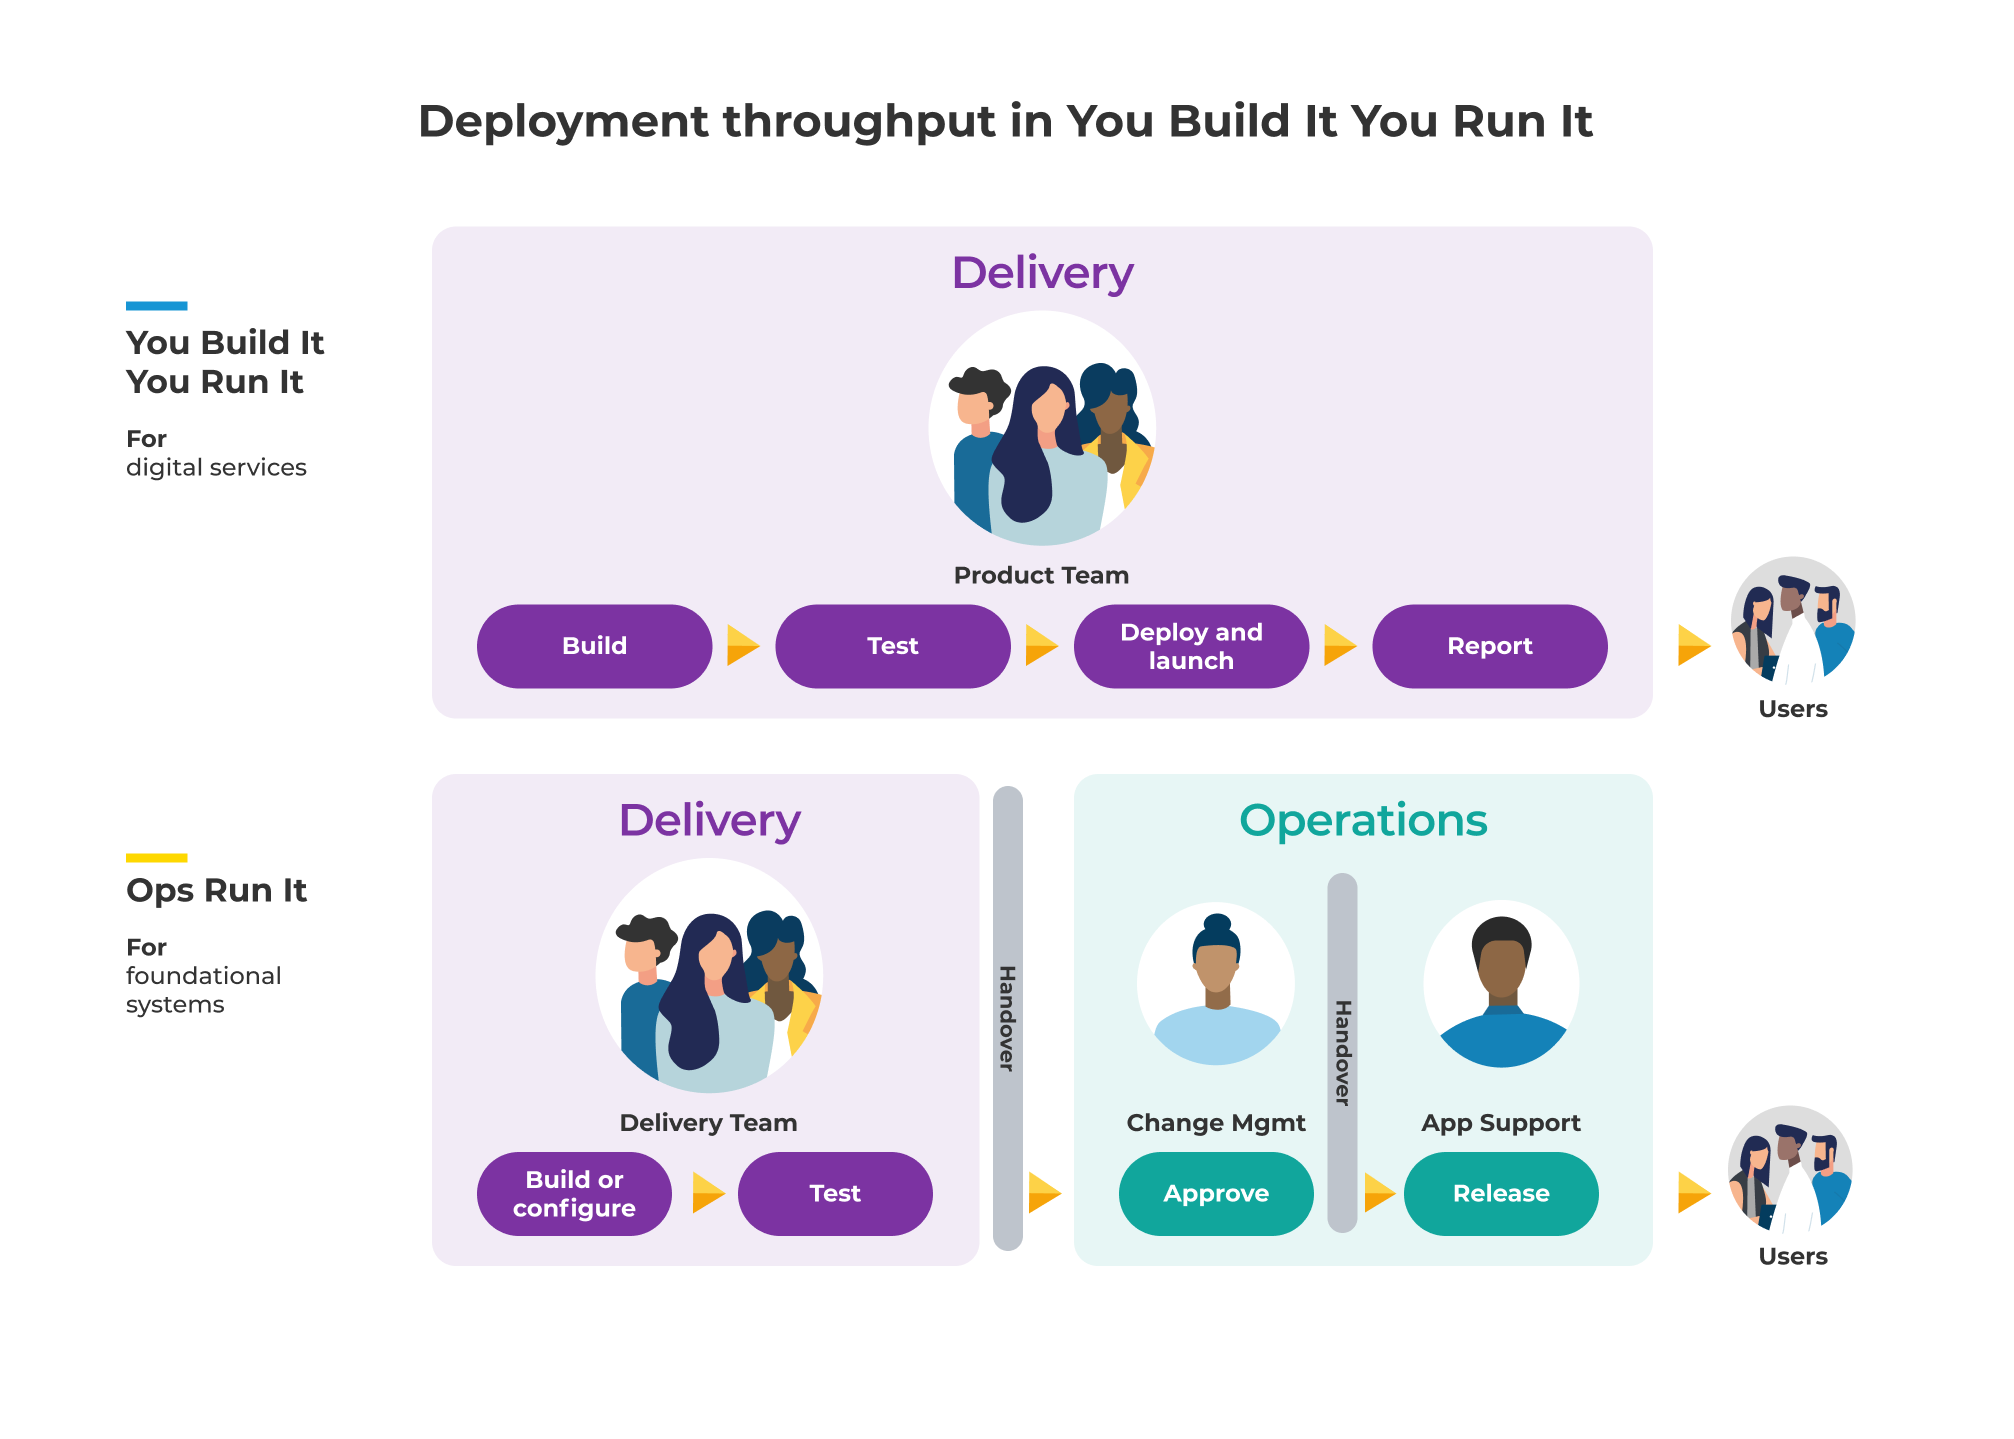 Deployment throughput in You Build It You Run It
You Build It
You Run It
For
digital services
Delivery
Product Team
Build
Test
Deploy and
launch
Report
Users
Ops Run It
For
foundational
systems
Delivery
Delivery Team
Build or
configure
Test
Handover
Operations
Change Mgmt
Approve
Handover
App Support
Release
Users